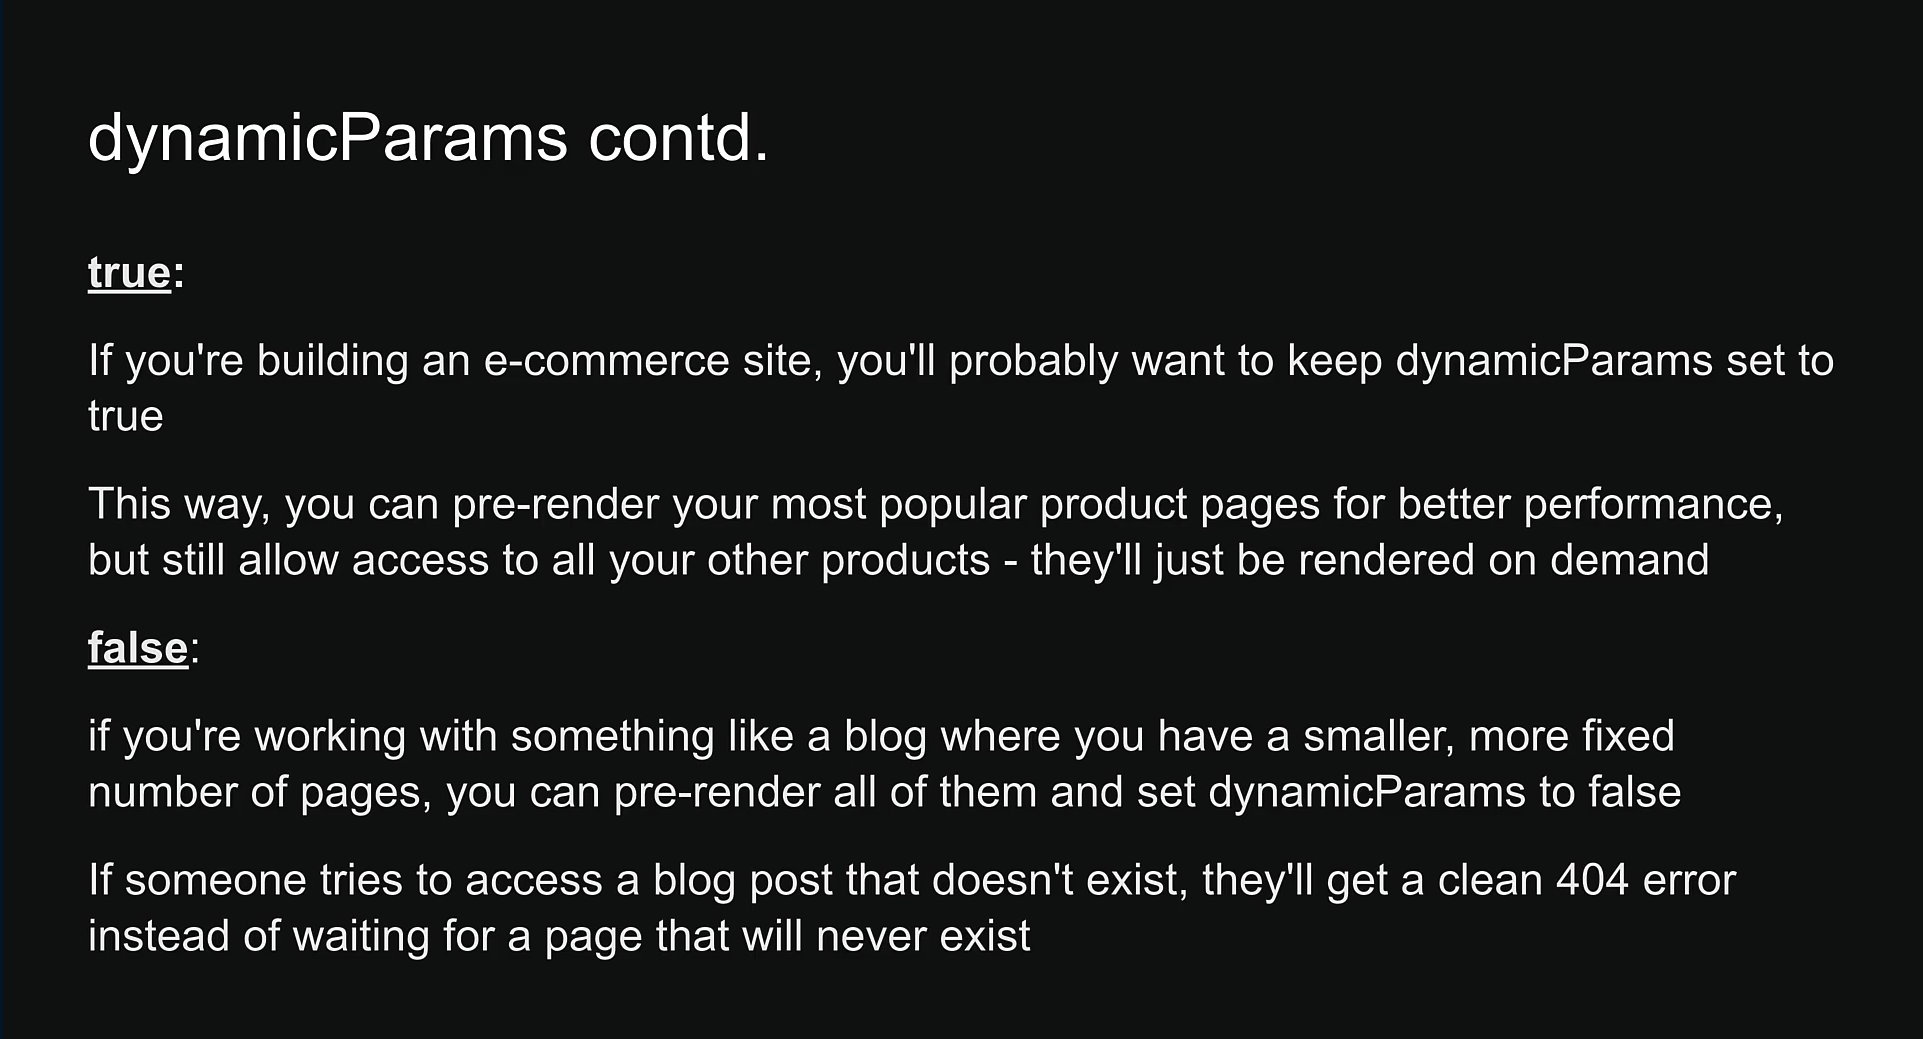 dynamicParams contd.
true:
If you're building an e-commerce site, you'll probably want to keep dynamicParams set to
true
This way, you can pre-render your most popular product pages for better performance,
but still allow access to all your other products - they'll just be rendered on demand
false:
if you're working with something like a blog where you have a smaller, more fixed
number of pages, you can pre-render all of them and set dynamicParams to false
If someone tries to access a blog post that doesn't exist, they'll get a clean 404 error
instead of waiting for a page that will never exist